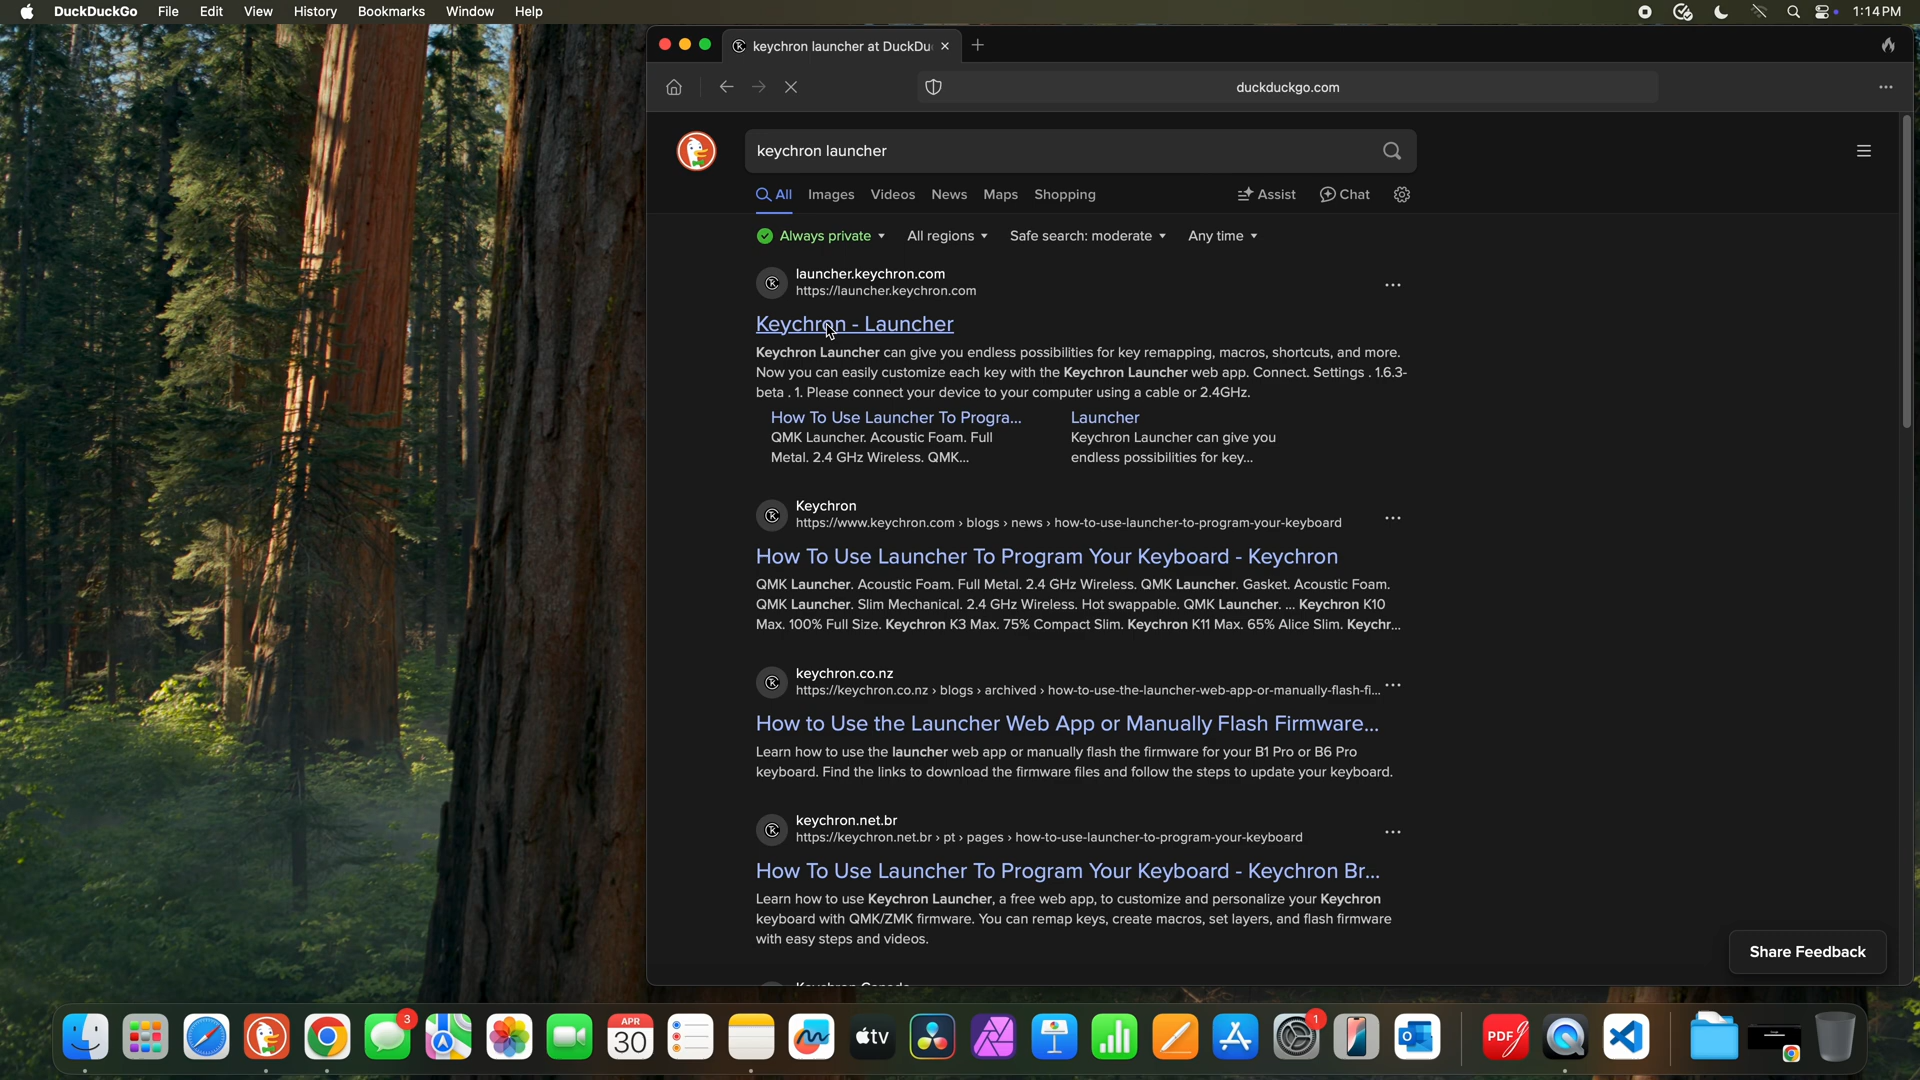 DuckDuckGo File Edit View History Bookmarks Window Help 1:14 PM
keychron launcher at DuckDu
duckduckgo.com
keychron launcher
All Images Videos News Maps Shopping Assist Chat
Always private All regions Safe search: moderate Any time
launcher.keychron.com
https://launcher.keychron.com
Keychron - Launcher
Keychron Launcher can give you endless possibilities for key remapping, macros, shortcuts, and more.
Now you can easily customize each key with the Keychron Launcher web app. Connect. Settings . 1.6.3-
beta . 1. Please connect your device to your computer using a cable or 2.4GHz.
How To Use Launcher To Progra... Launcher
QMK Launcher. Acoustic Foam. Full Keychron Launcher can give you
Metal. 2.4 GHz Wireless. QMK... endless possibilities for key...
Keychron
https://www.keychron.com › blogs › news › how-to-use-launcher-to-program-your-keyboard
How To Use Launcher To Program Your Keyboard - Keychron
QMK Launcher. Acoustic Foam. Full Metal. 2.4 GHz Wireless. QMK Launcher. Gasket. Acoustic Foam.
QMK Launcher. Slim Mechanical. 2.4 GHz Wireless. Hot swappable. QMK Launcher. ... Keychron K10
Max. 100% Full Size. Keychron K3 Max. 75% Compact Slim. Keychron K11 Max. 65% Alice Slim. Keychr...
keychron.co.nz
https://keychron.co.nz › blogs › archived › how-to-use-the-launcher-web-app-or-manually-flash-fi...
How to Use the Launcher Web App or Manually Flash Firmware...
Learn how to use the launcher web app or manually flash the firmware for your B1 Pro or B6 Pro
keyboard. Find the links to download the firmware files and follow the steps to update your keyboard.
keychron.net.br
https://keychron.net.br › pt › pages › how-to-use-launcher-to-program-your-keyboard
How To Use Launcher To Program Your Keyboard - Keychron Br...
Learn how to use Keychron Launcher, a free web app, to customize and personalize your Keychron
keyboard with QMK/ZMK firmware. You can remap keys, create macros, set layers, and flash firmware
with easy steps and videos.
Share Feedback
3
APR
30
tv
1
PDF